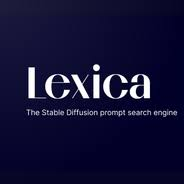 Lexica
The Stable Diffusion prompt search engine